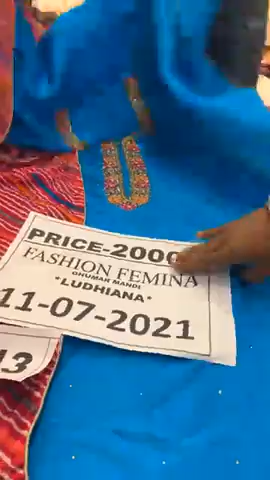 PRICE-2000
FASHION FEMINA
GHUMAR MANDI
*LUDHIANA*
11-07-2021
13